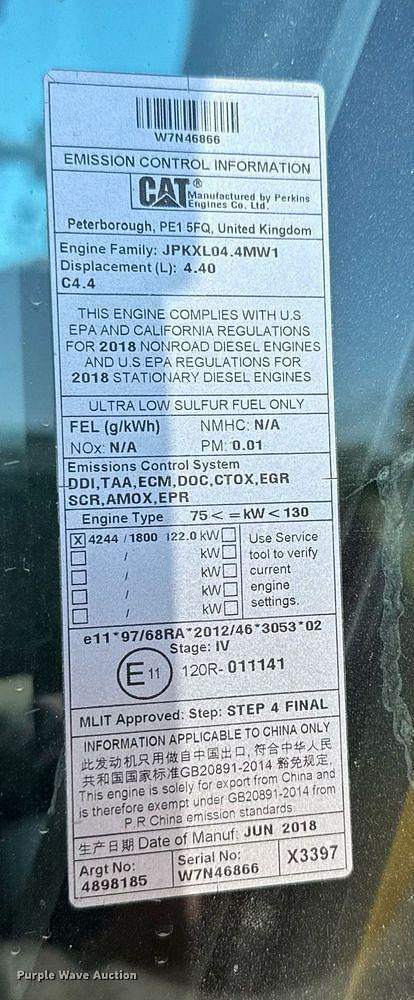 W7N46866
EMISSION CONTROL INFORMATION
CAT® Manufactured by Perkins
Engines Co. Ltd.
Peterborough, PE1 5FQ, United Kingdom
Engine Family: JPKXL04.4MW1
Displacement (L): 4.40
C4.4
THIS ENGINE COMPLIES WITH U.S
EPA AND CALIFORNIA REGULATIONS
FOR 2018 NONROAD DIESEL ENGINES
AND U.S EPA REGULATIONS FOR
2018 STATIONARY DIESEL ENGINES
ULTRA LOW SULFUR FUEL ONLY
FEL (g/kWh) NMHC: N/A
NOx: N/A PM: 0.01
Emissions Control System
DDI,TAA,ECM,DOC,CTOX,EGR
SCR,AMOX,EPR
Engine Type 75 < = kW < 130
X 4244 / 1800 122.0 kW Use Service
/ kW tool to verify
/ kW current
/ kW engine
/ kW settings.
e11*97/68RA*2012/46*3053*02
Stage: IV
E 11 120R- 011141
MLIT Approved: Step: STEP 4 FINAL
INFORMATION APPLICABLE TO CHINA ONLY
此发动机只用做自中国出口, 符合中华人民
共和国国家标准GB20891-2014 豁免规定,
This engine is solely for export from China and
is therefore exempt under GB20891-2014 from
P.R China emission standards
生产日期 Date of Manuf: JUN 2018
Argt No: Serial No: X3397
4898185 W7N46866
Purple Wave Auction